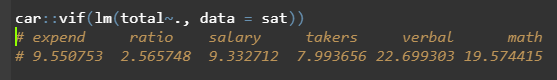 car::vif(lm(total~., data = sat))
# expend     ratio    salary    takers    verbal      math
# 9.550753  2.565748  9.332712  7.993656 22.699303 19.574415